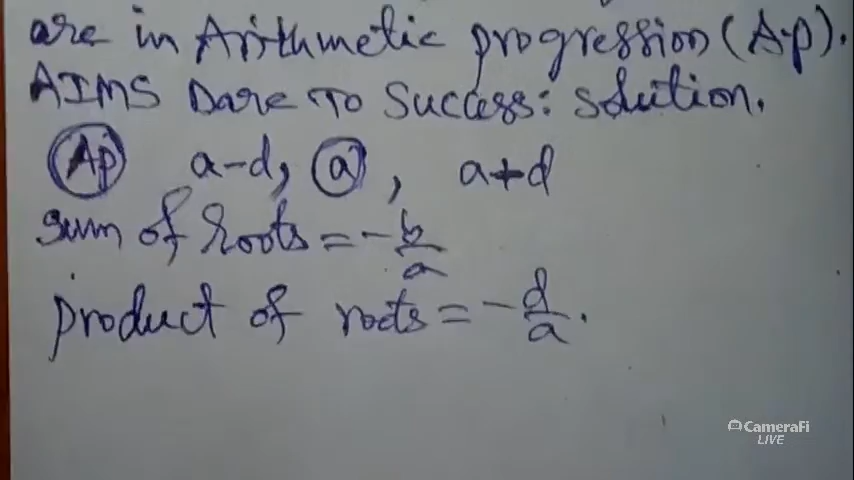 are in Arithmetic progression (A.p).
AIMS Dare To Success: solution.
Ap a-d, a, a+d
sum of roots = -b/a
product of roots = -d/a.
CameraFi
LIVE